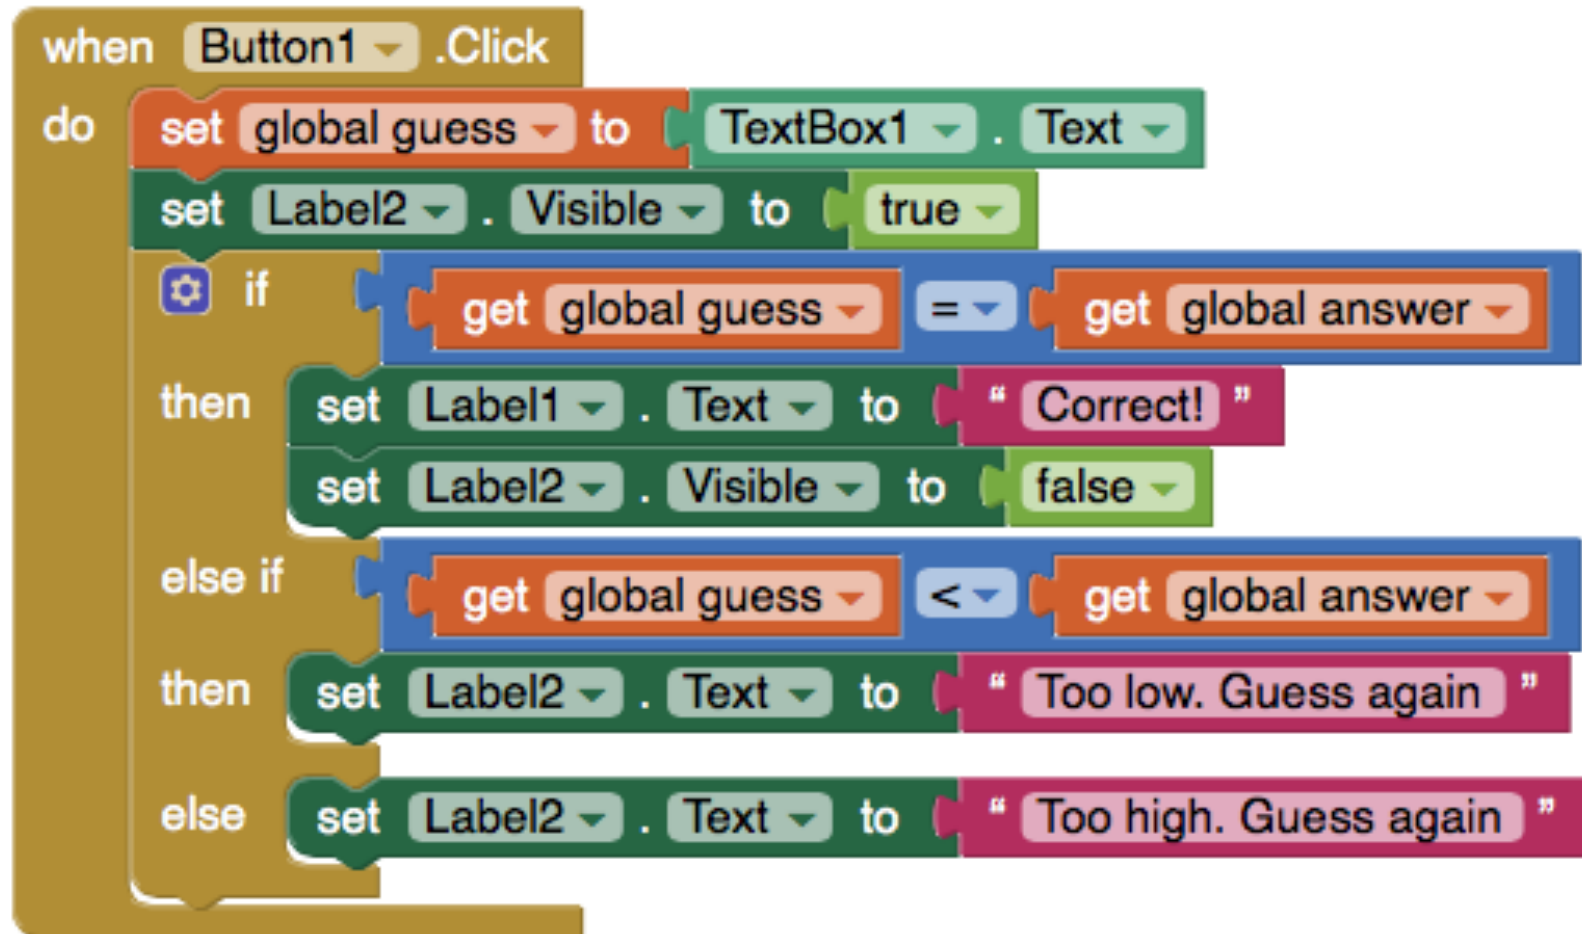 when Button1 .Click
do set global guess to TextBox1 . Text
set Label2 . Visible to true
if get global guess = get global answer
then set Label1 . Text to “ Correct! ”
set Label2 . Visible to false
else if get global guess < get global answer
then set Label2 . Text to “ Too low. Guess again ”
else set Label2 . Text to “ Too high. Guess again ”